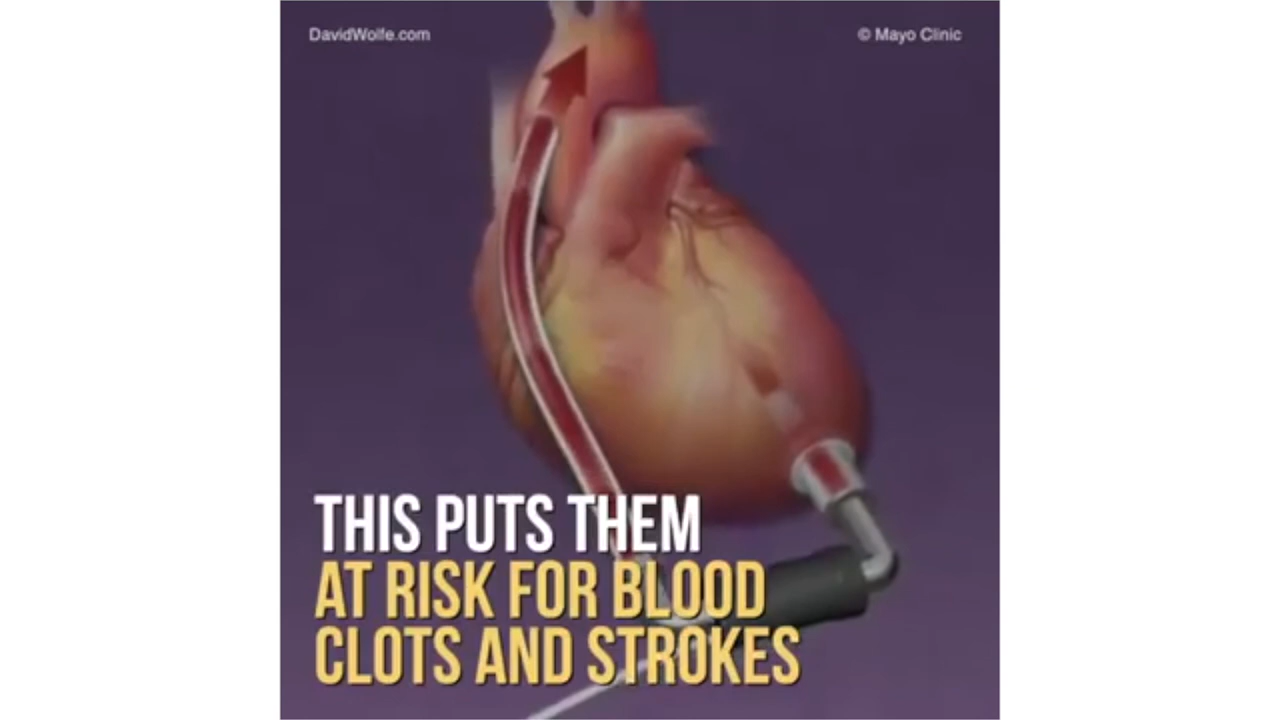 DavidWolfe.com
© Mayo Clinic
THIS PUTS THEM
AT RISK FOR BLOOD
CLOTS AND STROKES